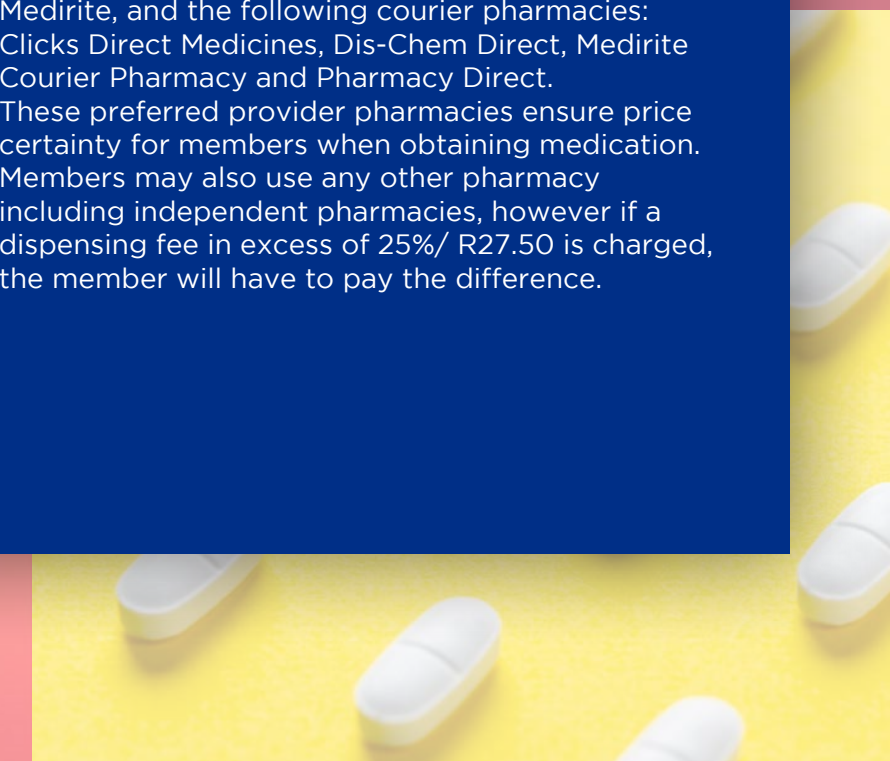 Medirite, and the following courier pharmacies:
Clicks Direct Medicines, Dis-Chem Direct, Medirite
Courier Pharmacy and Pharmacy Direct.
These preferred provider pharmacies ensure price
certainty for members when obtaining medication.
Members may also use any other pharmacy
including independent pharmacies, however if a
dispensing fee in excess of 25%/ R27.50 is charged,
the member will have to pay the difference.